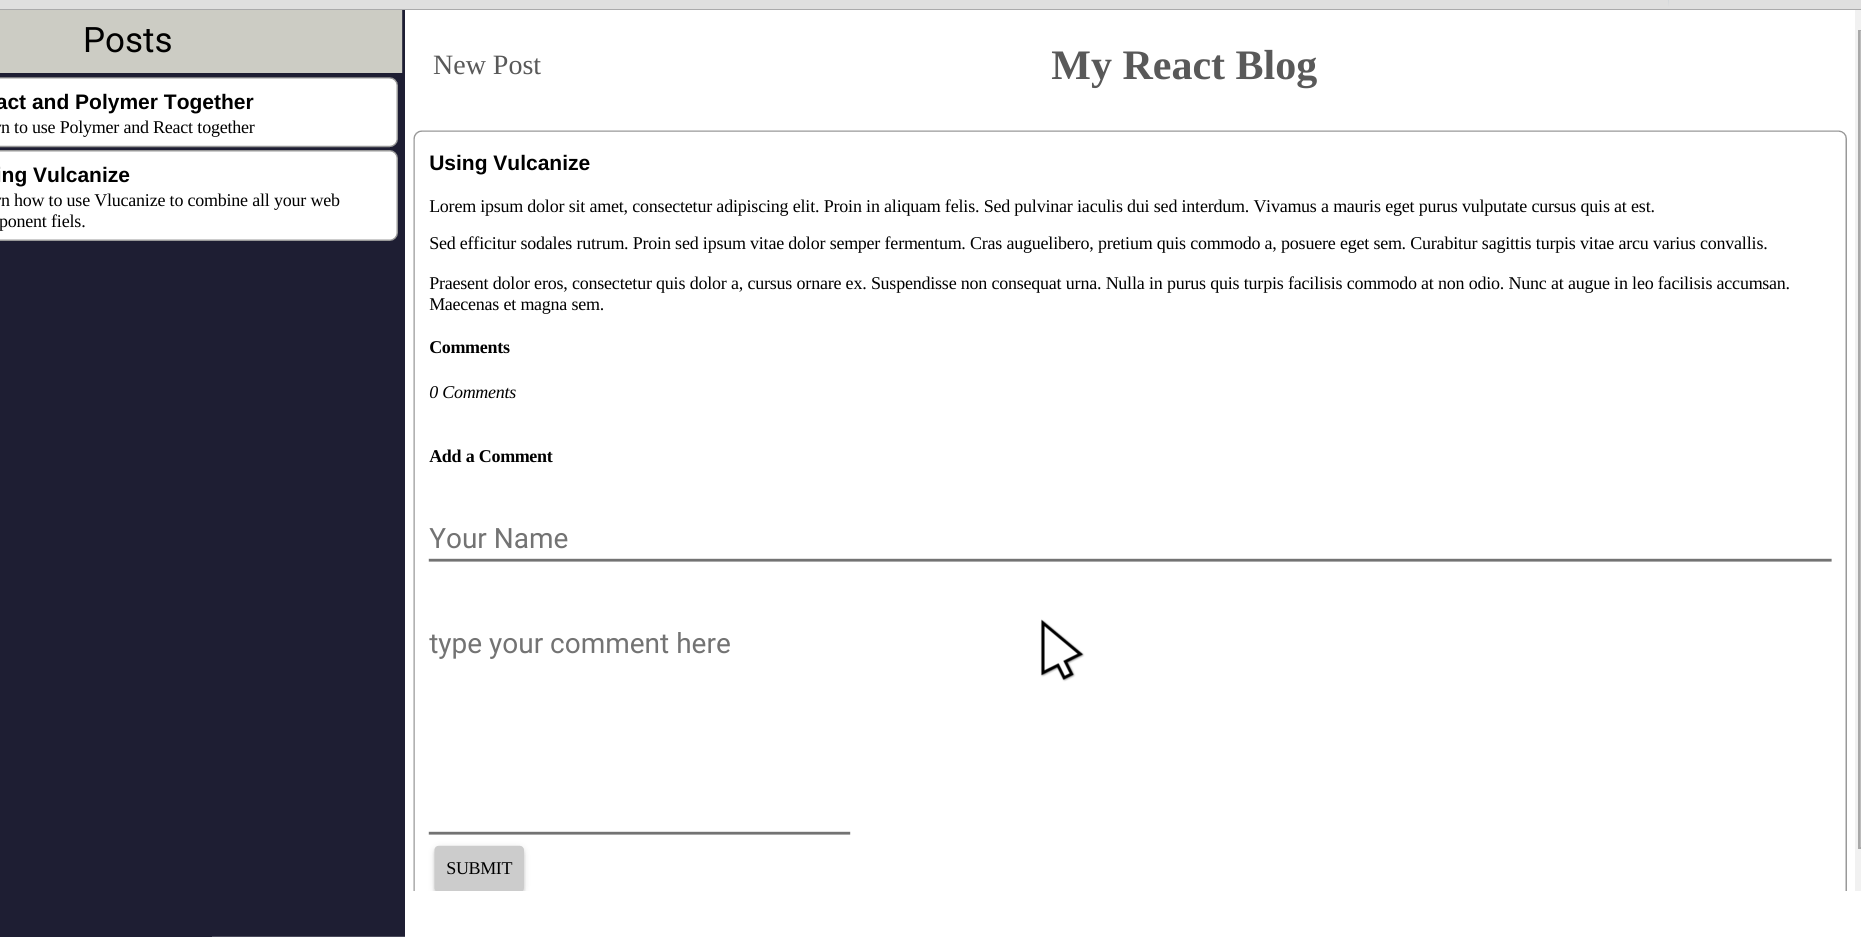 Posts
act and Polymer Together
n to use Polymer and React together
ing Vulcanize
n how to use Vlucanize to combine all your web
ponent fiels.
New Post
My React Blog
Using Vulcanize
Lorem ipsum dolor sit amet, consectetur adipiscing elit. Proin in aliquam felis. Sed pulvinar iaculis dui sed interdum. Vivamus a mauris eget purus vulputate cursus quis at est.
Sed efficitur sodales rutrum. Proin sed ipsum vitae dolor semper fermentum. Cras auguelibero, pretium quis commodo a, posuere eget sem. Curabitur sagittis turpis vitae arcu varius convallis.
Praesent dolor eros, consectetur quis dolor a, cursus ornare ex. Suspendisse non consequat urna. Nulla in purus quis turpis facilisis commodo at non odio. Nunc at augue in leo facilisis accumsan.
Maecenas et magna sem.
Comments
0 Comments
Add a Comment
Your Name
type your comment here
SUBMIT